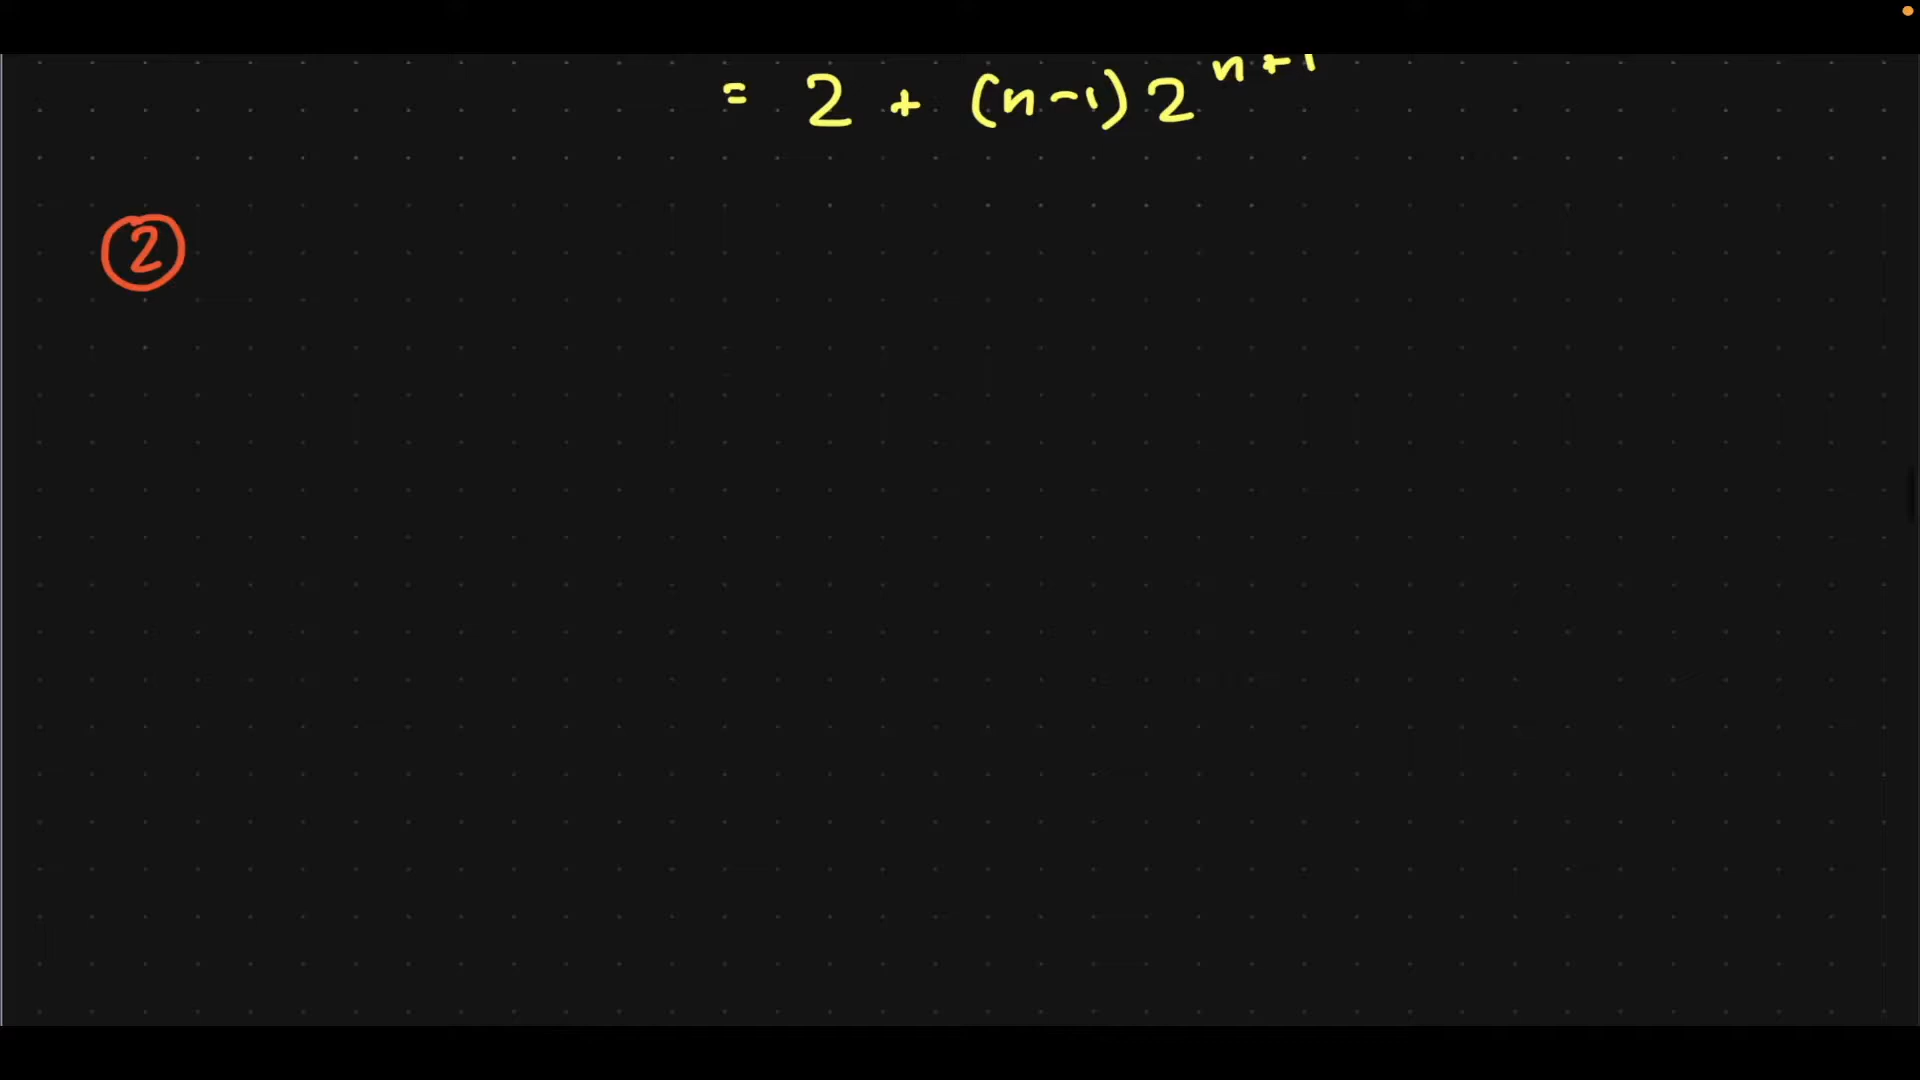 = 2 + (n-1) 2^{n+1}
②